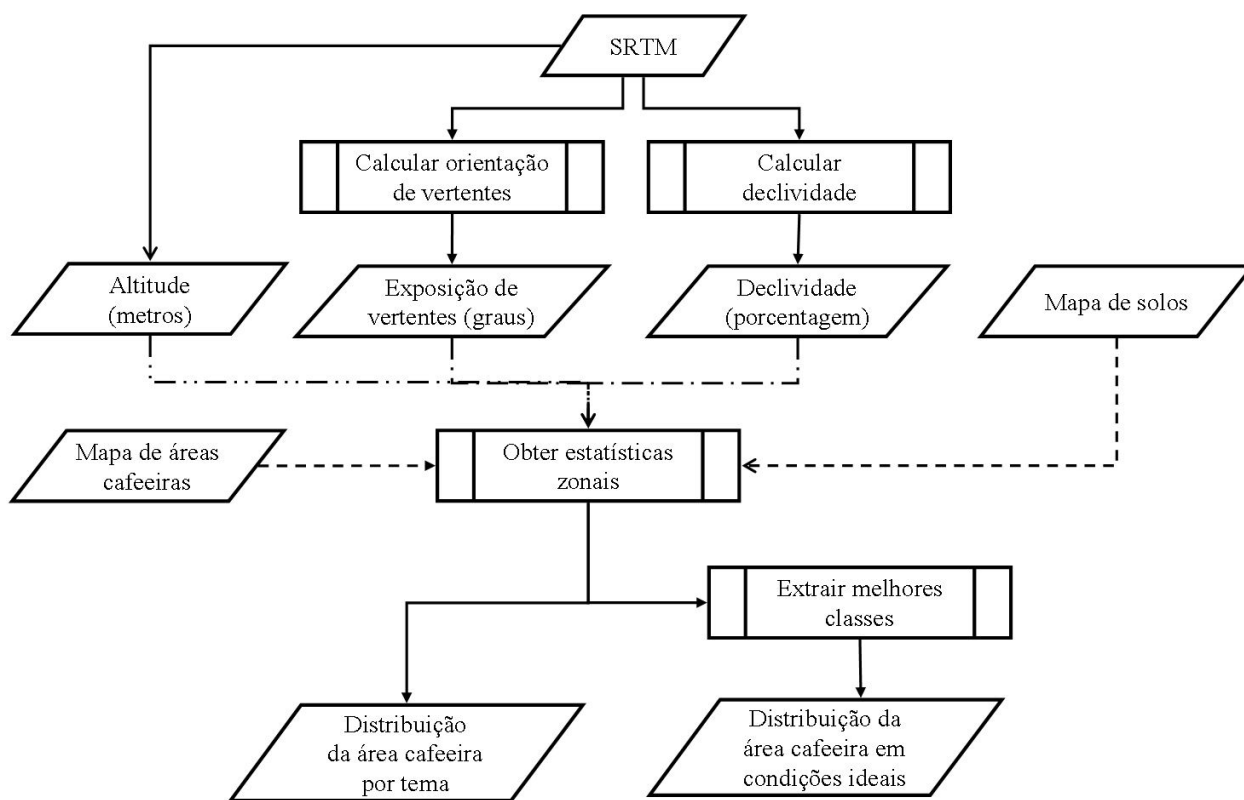 SRTM
Calcular orientação
de vertentes
Calcular
declividade
Altitude
(metros)
Exposição de
vertentes (graus)
Declividade
(porcentagem)
Mapa de solos
Mapa de áreas
cafeeiras
Obter estatísticas
zonais
Extrair melhores
classes
Distribuição
da área cafeeira
por tema
Distribuição da
área cafeeira em
condições ideais